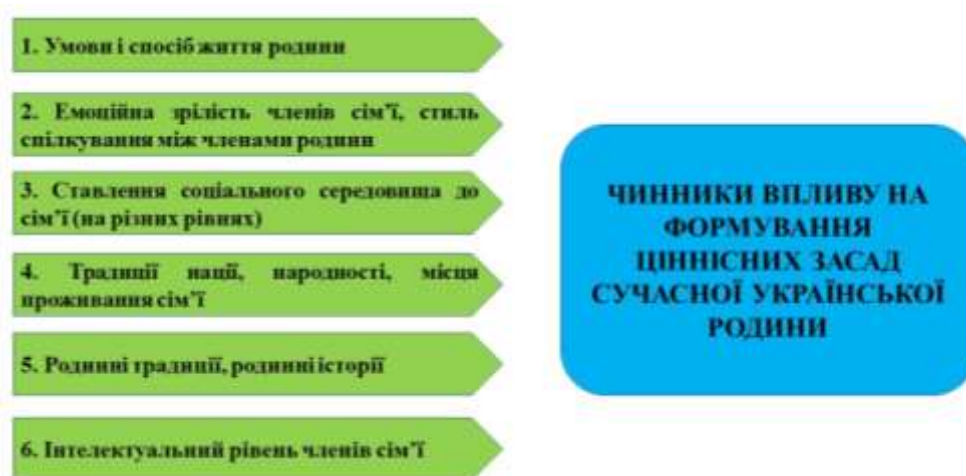 1. Умови і спосіб життя родини
2. Емоційна зрілість членів сім'ї, стиль
спілкування між членами родини
3. Ставлення соціального середовища до
сім'ї (на різних рівнях)
4. Традиції нації, народності, місця
проживання сім'ї
5. Родинні традиції, родинні історії
6. Інтелектуальний рівень членів сім'ї
ЧИННИКИ ВПЛИВУ НА
ФОРМУВАННЯ
ЦІННІСНИХ ЗАСАД
СУЧАСНОЇ УКРАЇНСЬКОЇ
РОДИНИ